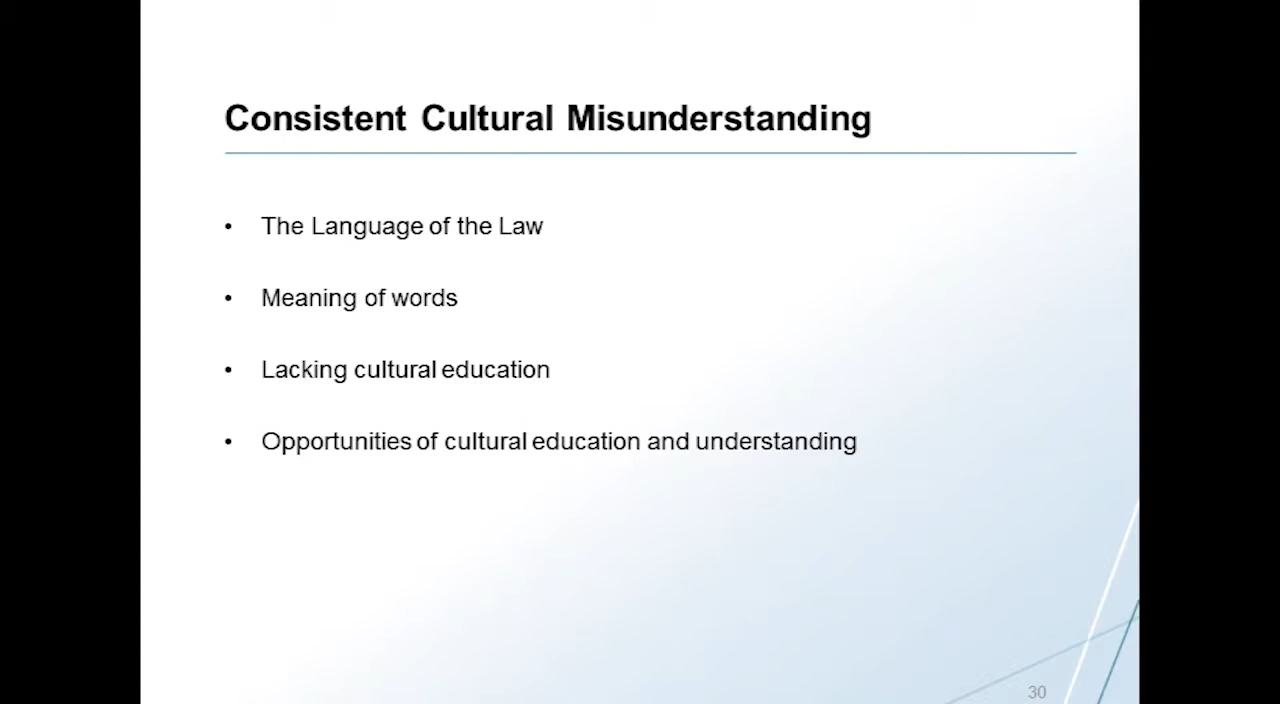 Consistent Cultural Misunderstanding
• The Language of the Law
• Meaning of words
• Lacking cultural education
• Opportunities of cultural education and understanding
30